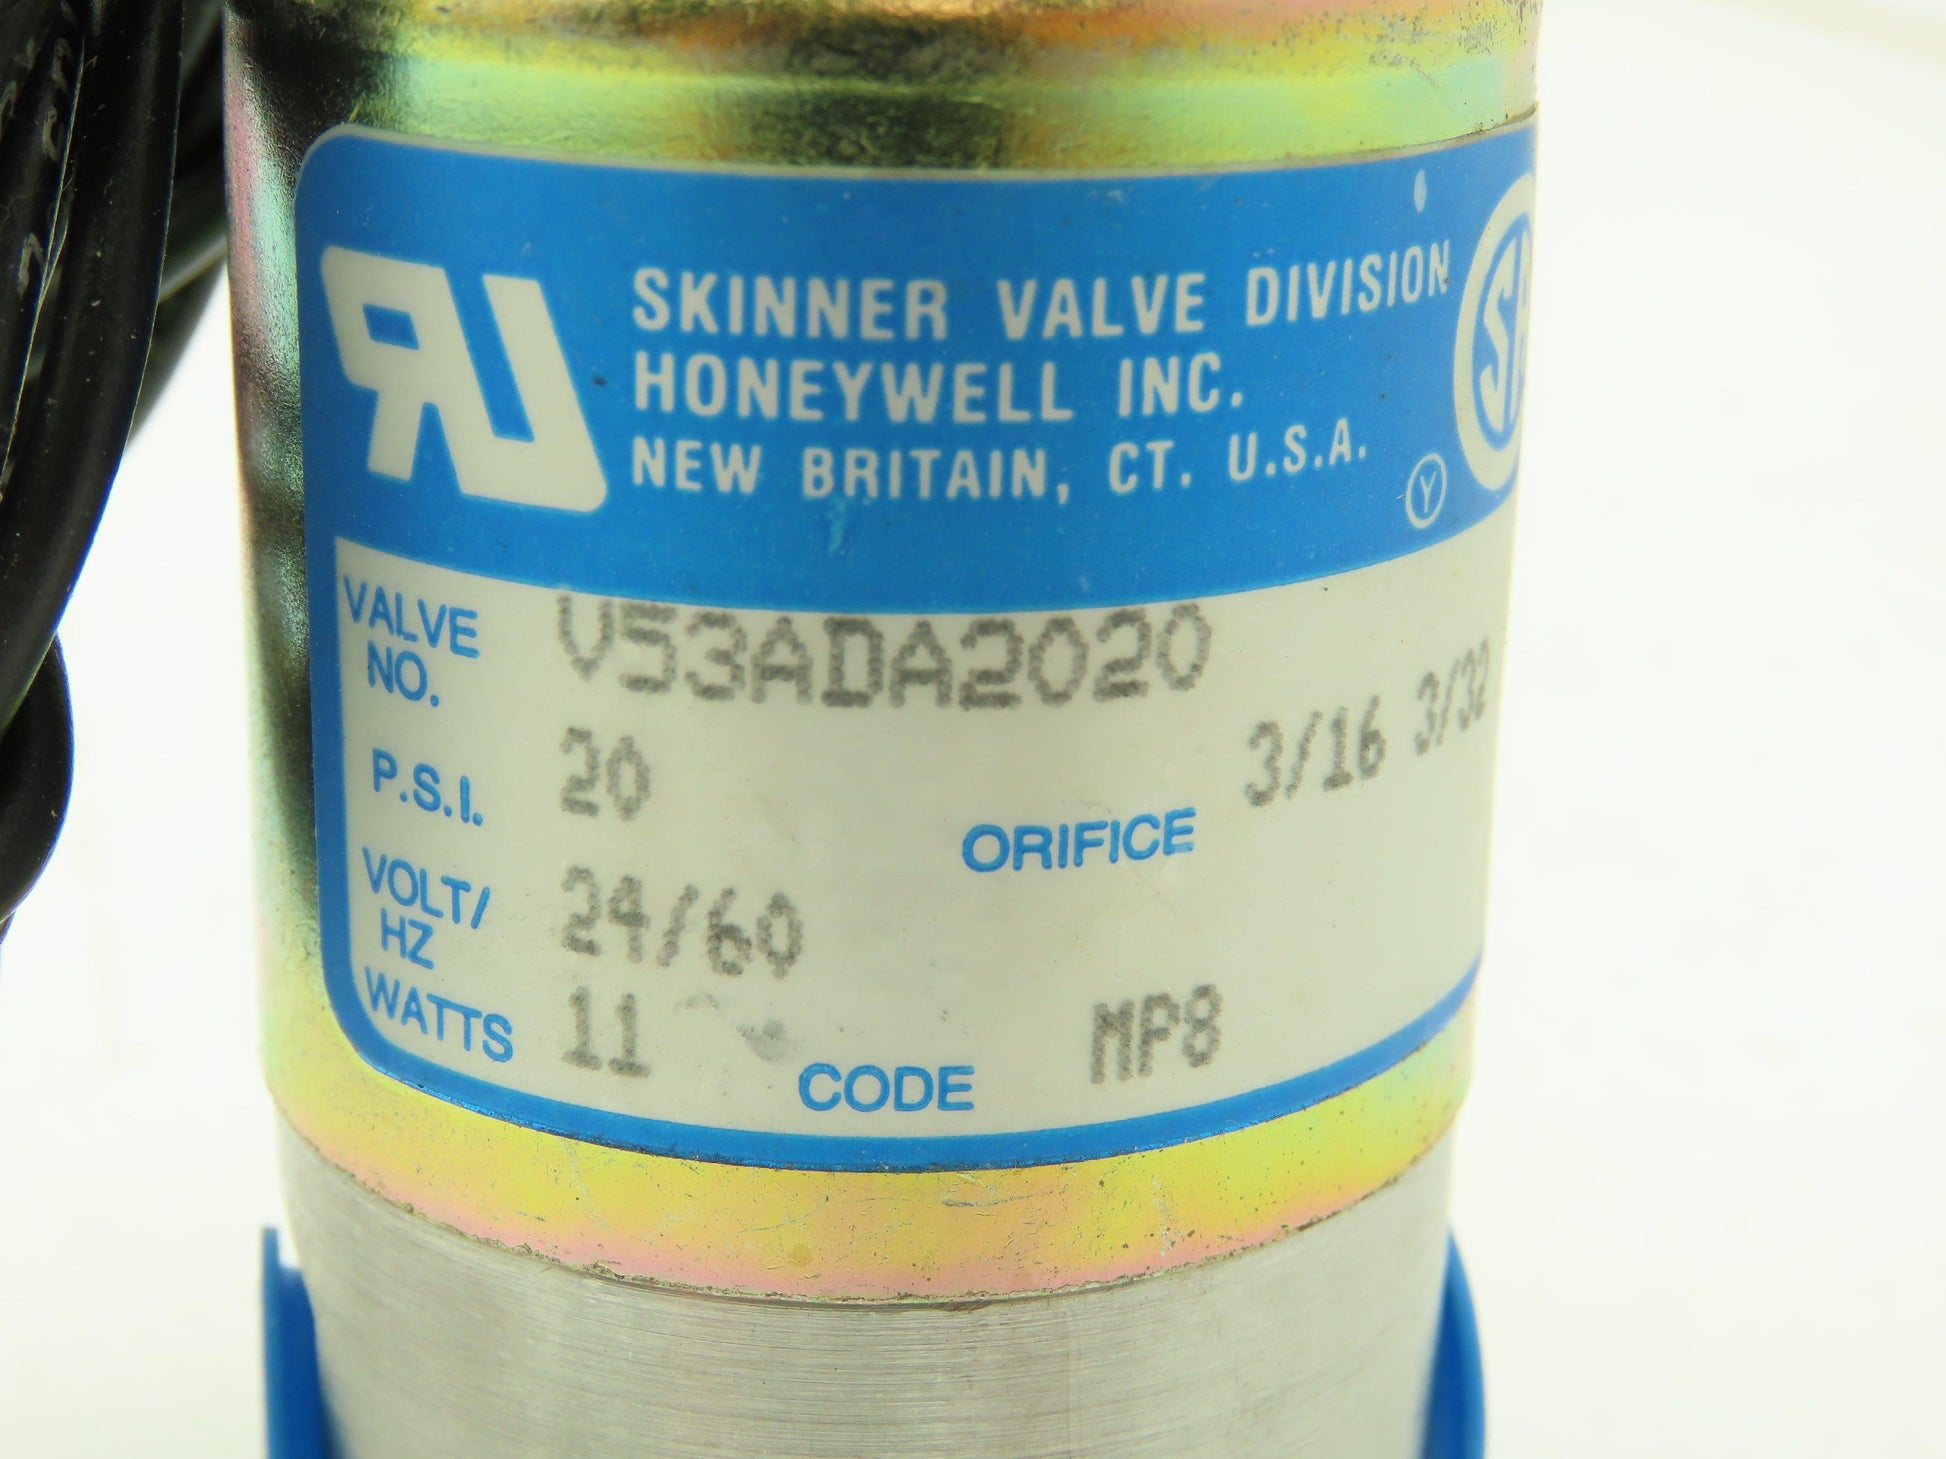 SKINNER VALVE DIVISION
HONEYWELL INC.
NEW BRITAIN, CT. U.S.A.
SA
Y
VALVE NO. V53ADA2020
P.S.I. 20
ORIFICE 3/16 3/32
VOLT/HZ 24/60
WATTS 11
CODE MP8